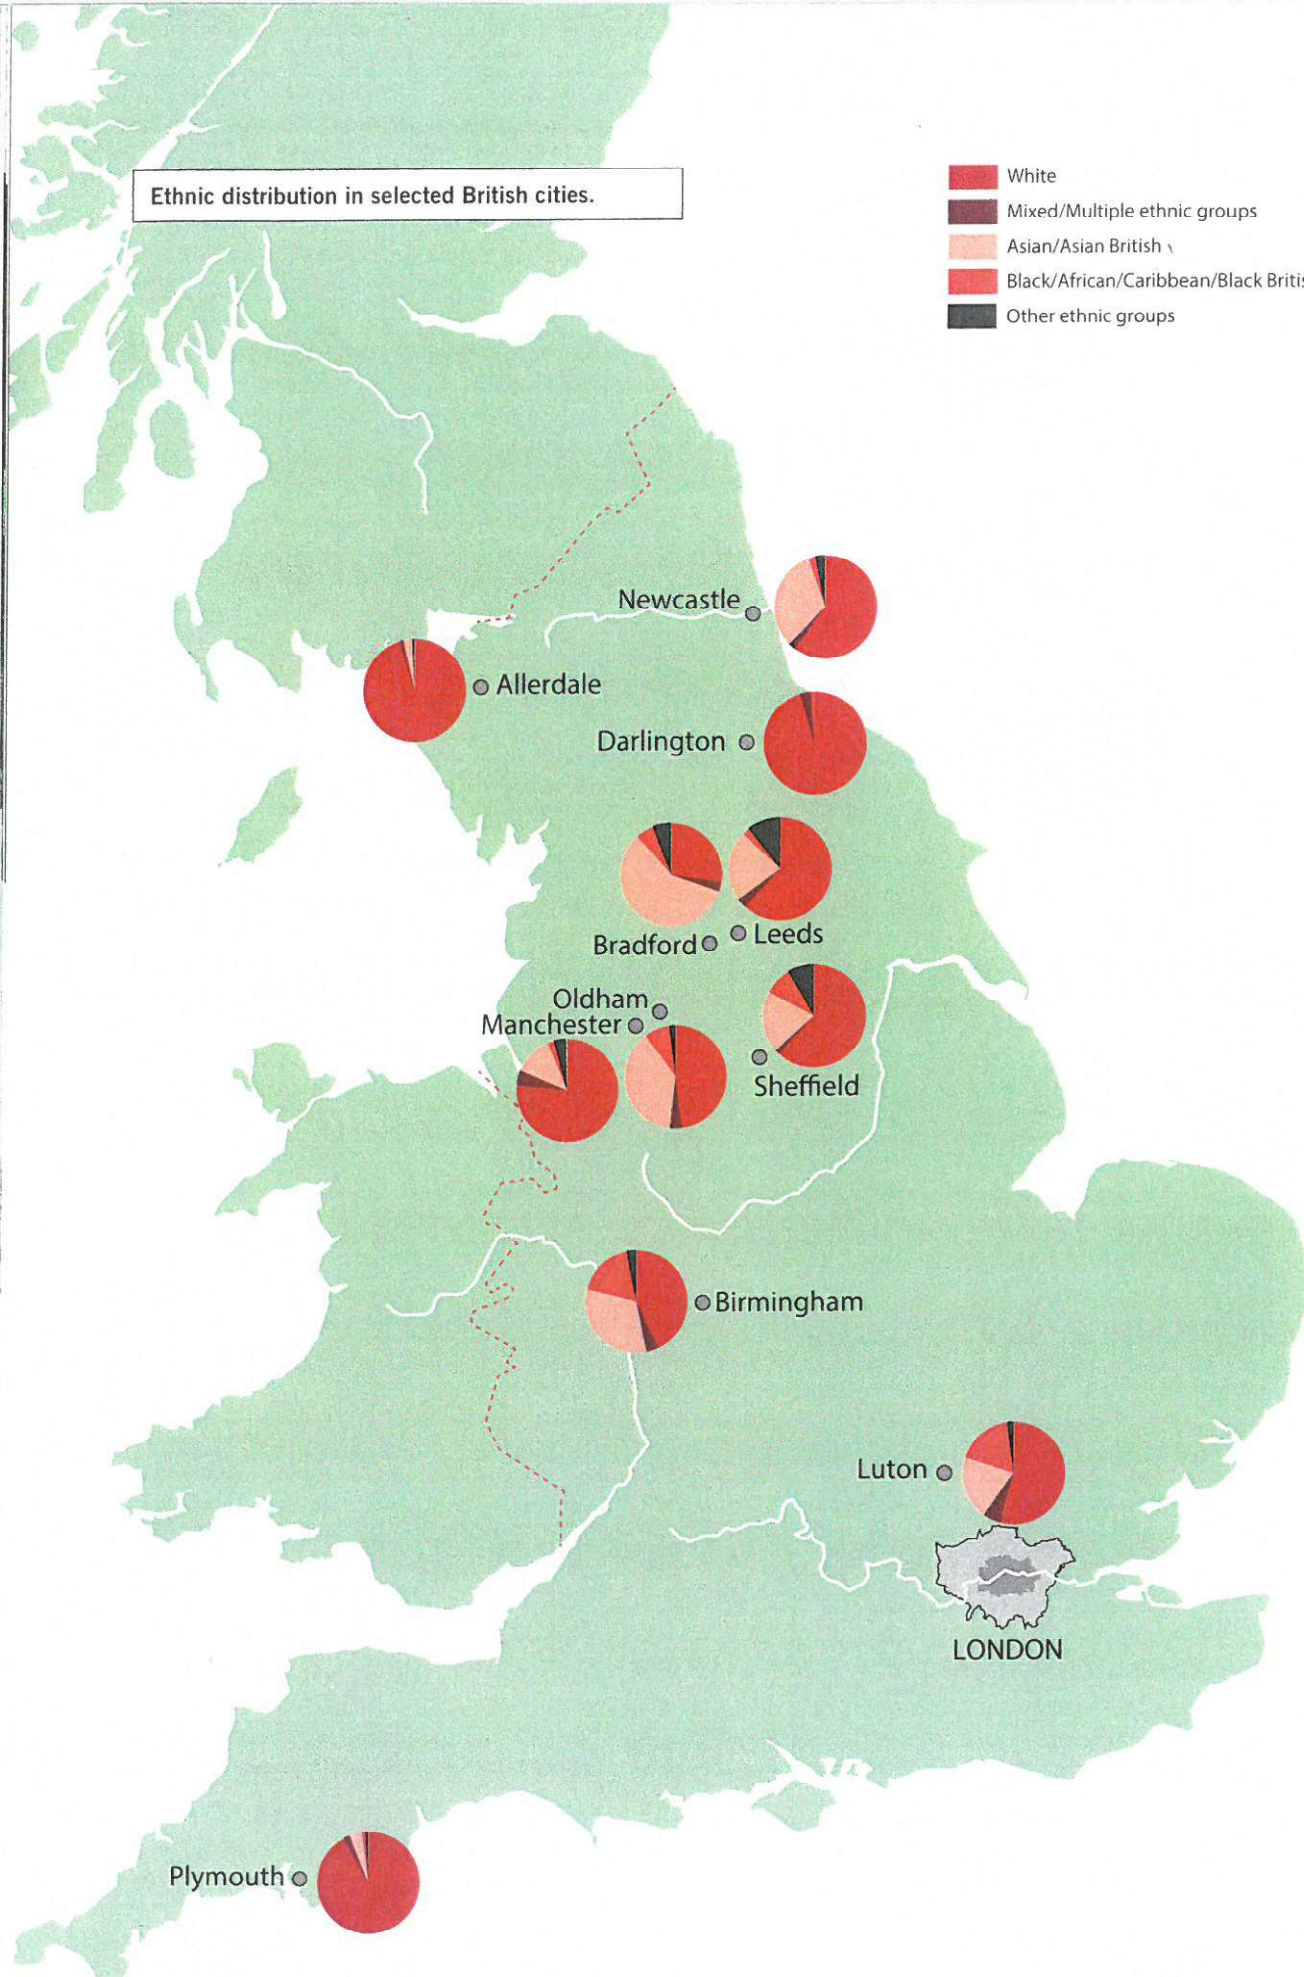 Ethnic distribution in selected British cities.
White
Mixed/Multiple ethnic groups
Asian/Asian British
Black/African/Caribbean/Black Britis
Other ethnic groups
Newcastle
Allerdale
Darlington
Bradford
Leeds
Oldham
Manchester
Sheffield
Birmingham
Luton
LONDON
Plymouth